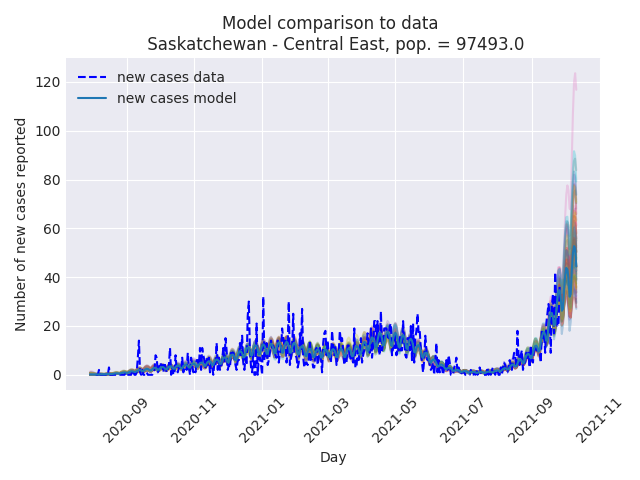 Model comparison to data
Saskatchewan - Central East, pop. = 97493.0
new cases data
new cases model
Number of new cases reported
120
100
80
60
40
20
0
2020-09
2020-11
2021-01
2021-03
2021-05
2021-07
2021-09
2021-11
Day